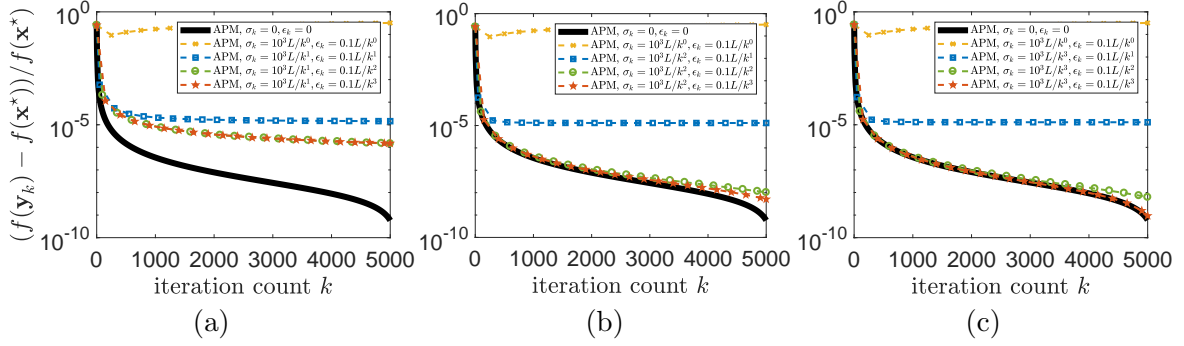 (f(y_k) − f(x^⋆))/f(x^⋆)
10^0
10^{-5}
10^{-10}
APM, σ_k = 0, ϵ_k = 0
APM, σ_k = 10^3L/k^0, ϵ_k = 0.1L/k^0
APM, σ_k = 10^3L/k^1, ϵ_k = 0.1L/k^1
APM, σ_k = 10^3L/k^1, ϵ_k = 0.1L/k^2
APM, σ_k = 10^3L/k^1, ϵ_k = 0.1L/k^3
0 1000 2000 3000 4000 5000
iteration count k
(a)
10^0
10^{-5}
10^{-10}
APM, σ_k = 0, ϵ_k = 0
APM, σ_k = 10^3L/k^0, ϵ_k = 0.1L/k^0
APM, σ_k = 10^3L/k^2, ϵ_k = 0.1L/k^1
APM, σ_k = 10^3L/k^2, ϵ_k = 0.1L/k^2
APM, σ_k = 10^3L/k^2, ϵ_k = 0.1L/k^3
0 1000 2000 3000 4000 5000
iteration count k
(b)
10^0
10^{-5}
10^{-10}
APM, σ_k = 0, ϵ_k = 0
APM, σ_k = 10^3L/k^0, ϵ_k = 0.1L/k^0
APM, σ_k = 10^3L/k^3, ϵ_k = 0.1L/k^1
APM, σ_k = 10^3L/k^3, ϵ_k = 0.1L/k^2
APM, σ_k = 10^3L/k^3, ϵ_k = 0.1L/k^3
0 1000 2000 3000 4000 5000
iteration count k
(c)